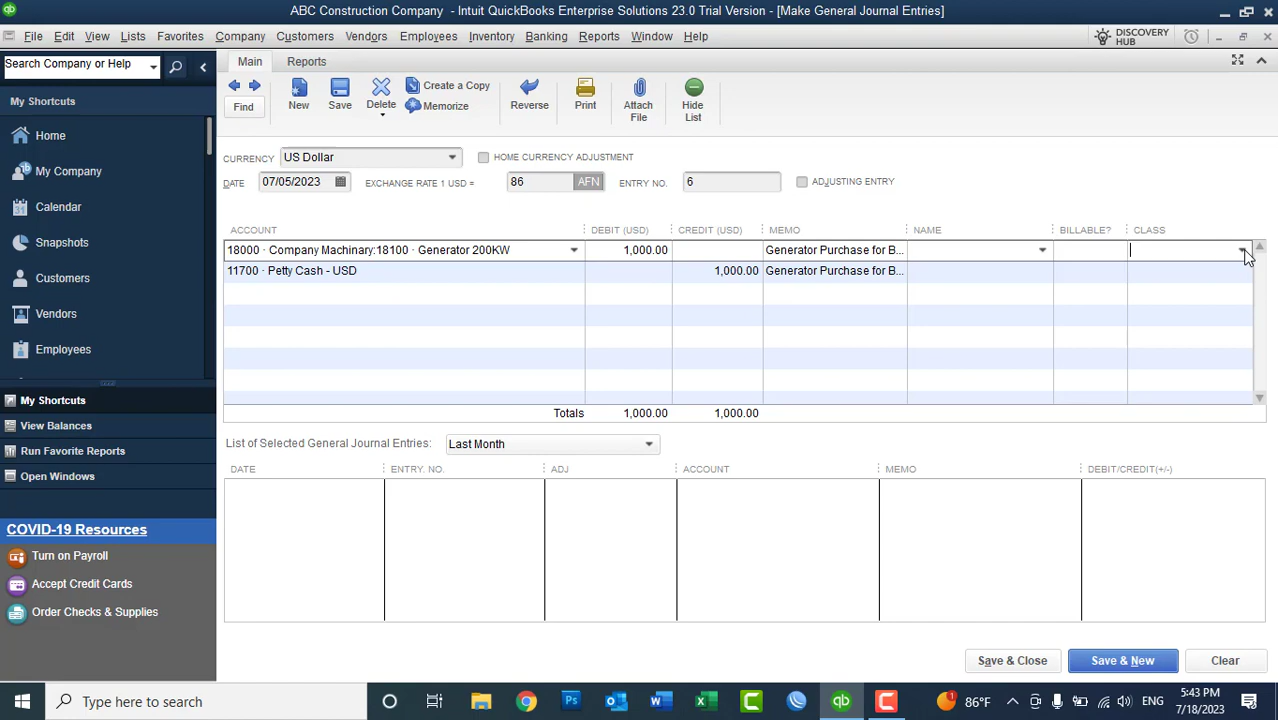 ABC Construction Company - Intuit QuickBooks Enterprise Solutions 23.0 Trial Version - [Make General Journal Entries]
File Edit View Lists Favorites Company Customers Vendors Employees Inventory Banking Reports Window Help DISCOVERY HUB
Search Company or Help
My Shortcuts
Home
My Company
Calendar
Snapshots
Customers
Vendors
Employees
My Shortcuts
View Balances
Run Favorite Reports
Open Windows
COVID-19 Resources
Turn on Payroll
Accept Credit Cards
Order Checks & Supplies
Main Reports
Find New Save Delete Create a Copy Memorize Reverse Print Attach File Hide List
CURRENCY US Dollar HOME CURRENCY ADJUSTMENT
DATE 07/05/2023 EXCHANGE RATE 1 USD = 86 AFN ENTRY NO. 6 ADJUSTING ENTRY
ACCOUNT DEBIT (USD) CREDIT (USD) MEMO NAME BILLABLE? CLASS
18000 · Company Machinery:18100 · Generator 200KW 1,000.00 Generator Purchase for B...
11700 · Petty Cash - USD 1,000.00 Generator Purchase for B...
Totals 1,000.00 1,000.00
List of Selected General Journal Entries: Last Month
DATE ENTRY. NO. ADJ ACCOUNT MEMO DEBIT/CREDIT(+/-)
Save & Close Save & New Clear
Type here to search 86°F ENG 5:43 PM
7/18/2023